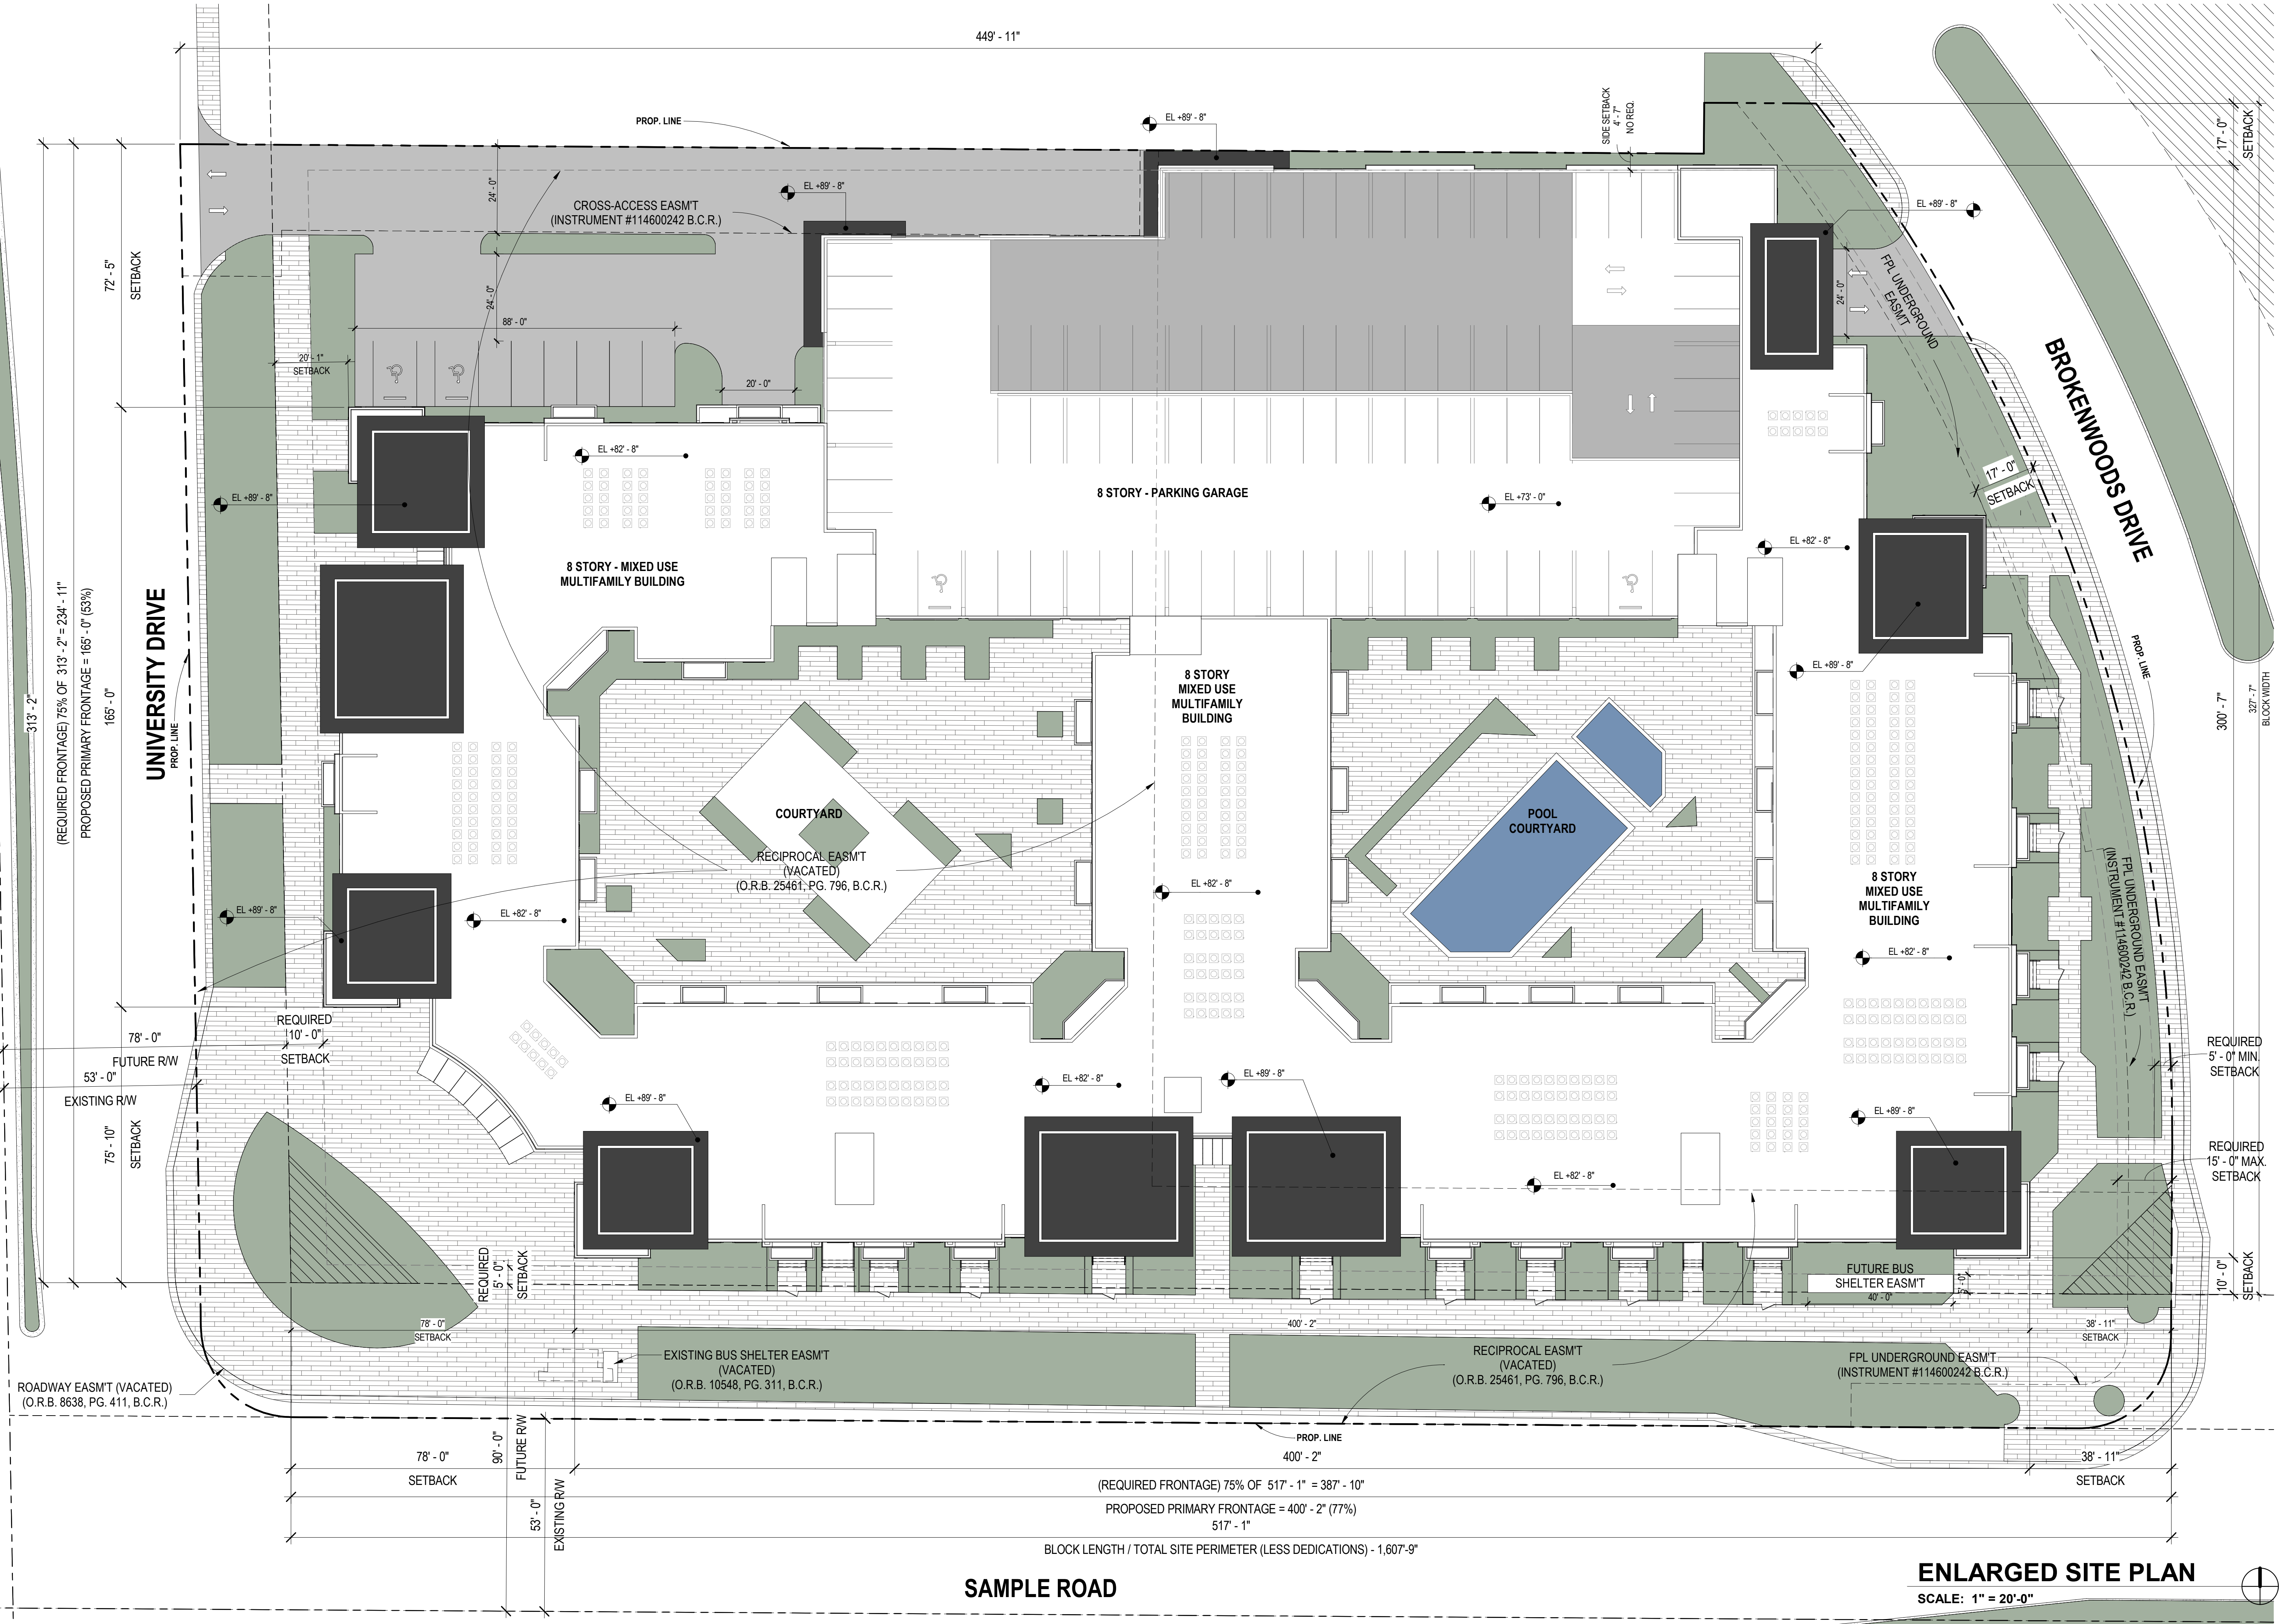 449' - 11"
PROP. LINE
EL +89' - 8"
SIDE SETBACK
4' - 7"
NO REQ.
17' - 0"
SETBACK
24' - 0"
EL +89' - 8"
CROSS-ACCESS EASM'T
(INSTRUMENT #114600242 B.C.R.)
EL +89' - 8"
72' - 5"
SETBACK
24' - 0"
88' - 0"
FPL UNDERGROUND
EASM'T
24' - 0"
20' - 1"
SETBACK
20' - 0"
BROKENWOODS DRIVE
EL +82' - 8"
EL +89' - 8"
8 STORY - PARKING GARAGE
EL +73' - 0"
17' - 0"
SETBACK
EL +82' - 8"
8 STORY - MIXED USE
MULTIFAMILY BUILDING
UNIVERSITY DRIVE
PROP. LINE
313' - 2"
(REQUIRED FRONTAGE) 75% OF 313' - 2" = 234' - 11"
PROPOSED PRIMARY FRONTAGE = 165' - 0" (53%)
165' - 0"
8 STORY
MIXED USE
MULTIFAMILY
BUILDING
EL +89' - 8"
PROP. LINE
300' - 7"
327' - 7"
BLOCK WIDTH
COURTYARD
POOL
COURTYARD
RECIPROCAL EASM'T
(VACATED)
(O.R.B. 25461, PG. 796, B.C.R.)
EL +82' - 8"
8 STORY
MIXED USE
MULTIFAMILY
BUILDING
FPL UNDERGROUND EASM'T
(INSTRUMENT #114600242 B.C.R.)
EL +89' - 8"
EL +82' - 8"
EL +82' - 8"
REQUIRED
10' - 0"
SETBACK
78' - 0"
FUTURE R/W
53' - 0"
EXISTING R/W
75' - 10"
SETBACK
REQUIRED
5' - 0" MIN.
SETBACK
EL +82' - 8"
EL +89' - 8"
EL +89' - 8"
EL +89' - 8"
REQUIRED
15' - 0" MAX.
SETBACK
EL +82' - 8"
REQUIRED
5' - 0"
SETBACK
FUTURE BUS
SHELTER EASM'T
40' - 0"
5' - 0"
10' - 0"
SETBACK
78' - 0"
SETBACK
400' - 2"
38' - 11"
SETBACK
EXISTING BUS SHELTER EASM'T
(VACATED)
(O.R.B. 10548, PG. 311, B.C.R.)
RECIPROCAL EASM'T
(VACATED)
(O.R.B. 25461, PG. 796, B.C.R.)
FPL UNDERGROUND EASM'T
(INSTRUMENT #114600242 B.C.R.)
ROADWAY EASM'T (VACATED)
(O.R.B. 8638, PG. 411, B.C.R.)
PROP. LINE
90' - 0"
FUTURE R/W
53' - 0"
EXISTING R/W
78' - 0"
SETBACK
400' - 2"
38' - 11"
SETBACK
(REQUIRED FRONTAGE) 75% OF 517' - 1" = 387' - 10"
PROPOSED PRIMARY FRONTAGE = 400' - 2" (77%)
517' - 1"
BLOCK LENGTH / TOTAL SITE PERIMETER (LESS DEDICATIONS) - 1,607'-9"
SAMPLE ROAD
ENLARGED SITE PLAN
SCALE: 1" = 20'-0"